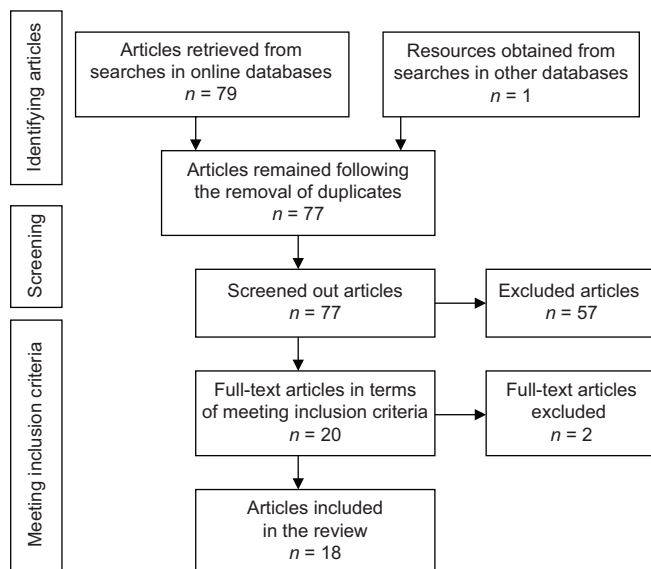 Identifying articles
Articles retrieved from
searches in online databases
n = 79
Resources obtained from
searches in other databases
n = 1
Articles remained following
the removal of duplicates
n = 77
Screening
Screened out articles
n = 77
Excluded articles
n = 57
Meeting inclusion criteria
Full-text articles in terms
of meeting inclusion criteria
n = 20
Full-text articles
excluded
n = 2
Articles included
in the review
n = 18